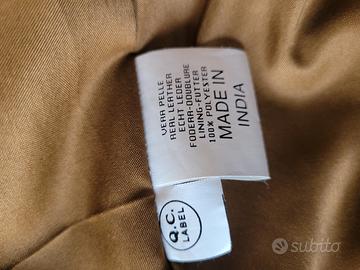 VERA PELLE
REAL LEATHER
ECHT LEDER
FODERA-DOUBLURE
LINING-FUTTER
100% POLYESTER
MADE IN
INDIA
Q.C.
LABEL
subito